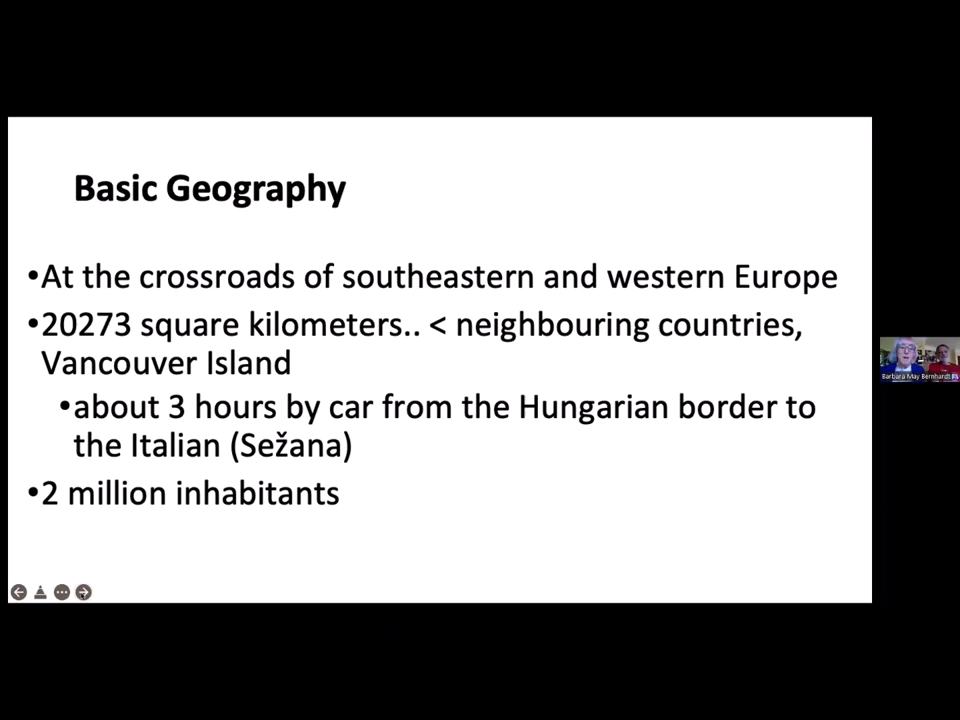 Basic Geography
•At the crossroads of southeastern and western Europe
•20273 square kilometers.. < neighbouring countries,
Vancouver Island
•about 3 hours by car from the Hungarian border to
the Italian (Sežana)
•2 million inhabitants
Barbara May Bernhardt